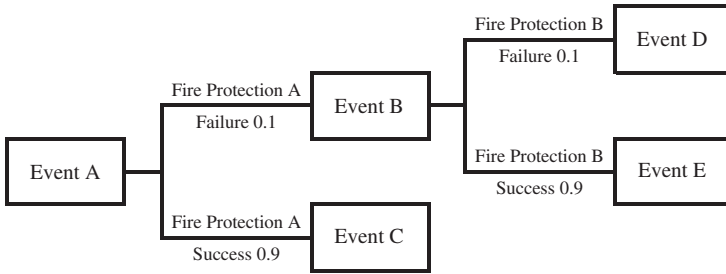 Fire Protection B
Failure 0.1
Event D
Fire Protection A
Failure 0.1
Event B
Event A
Fire Protection B
Success 0.9
Event E
Fire Protection A
Success 0.9
Event C